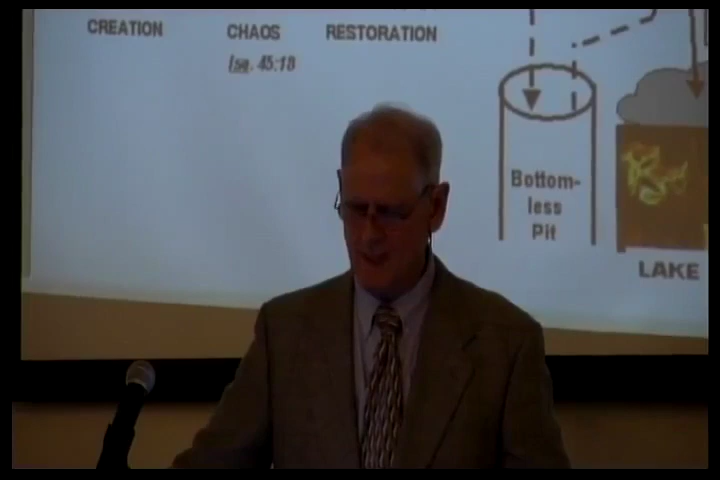 CREATION CHAOS RESTORATION
Isa. 45:18
Bottom-
less
Pit
LAKE